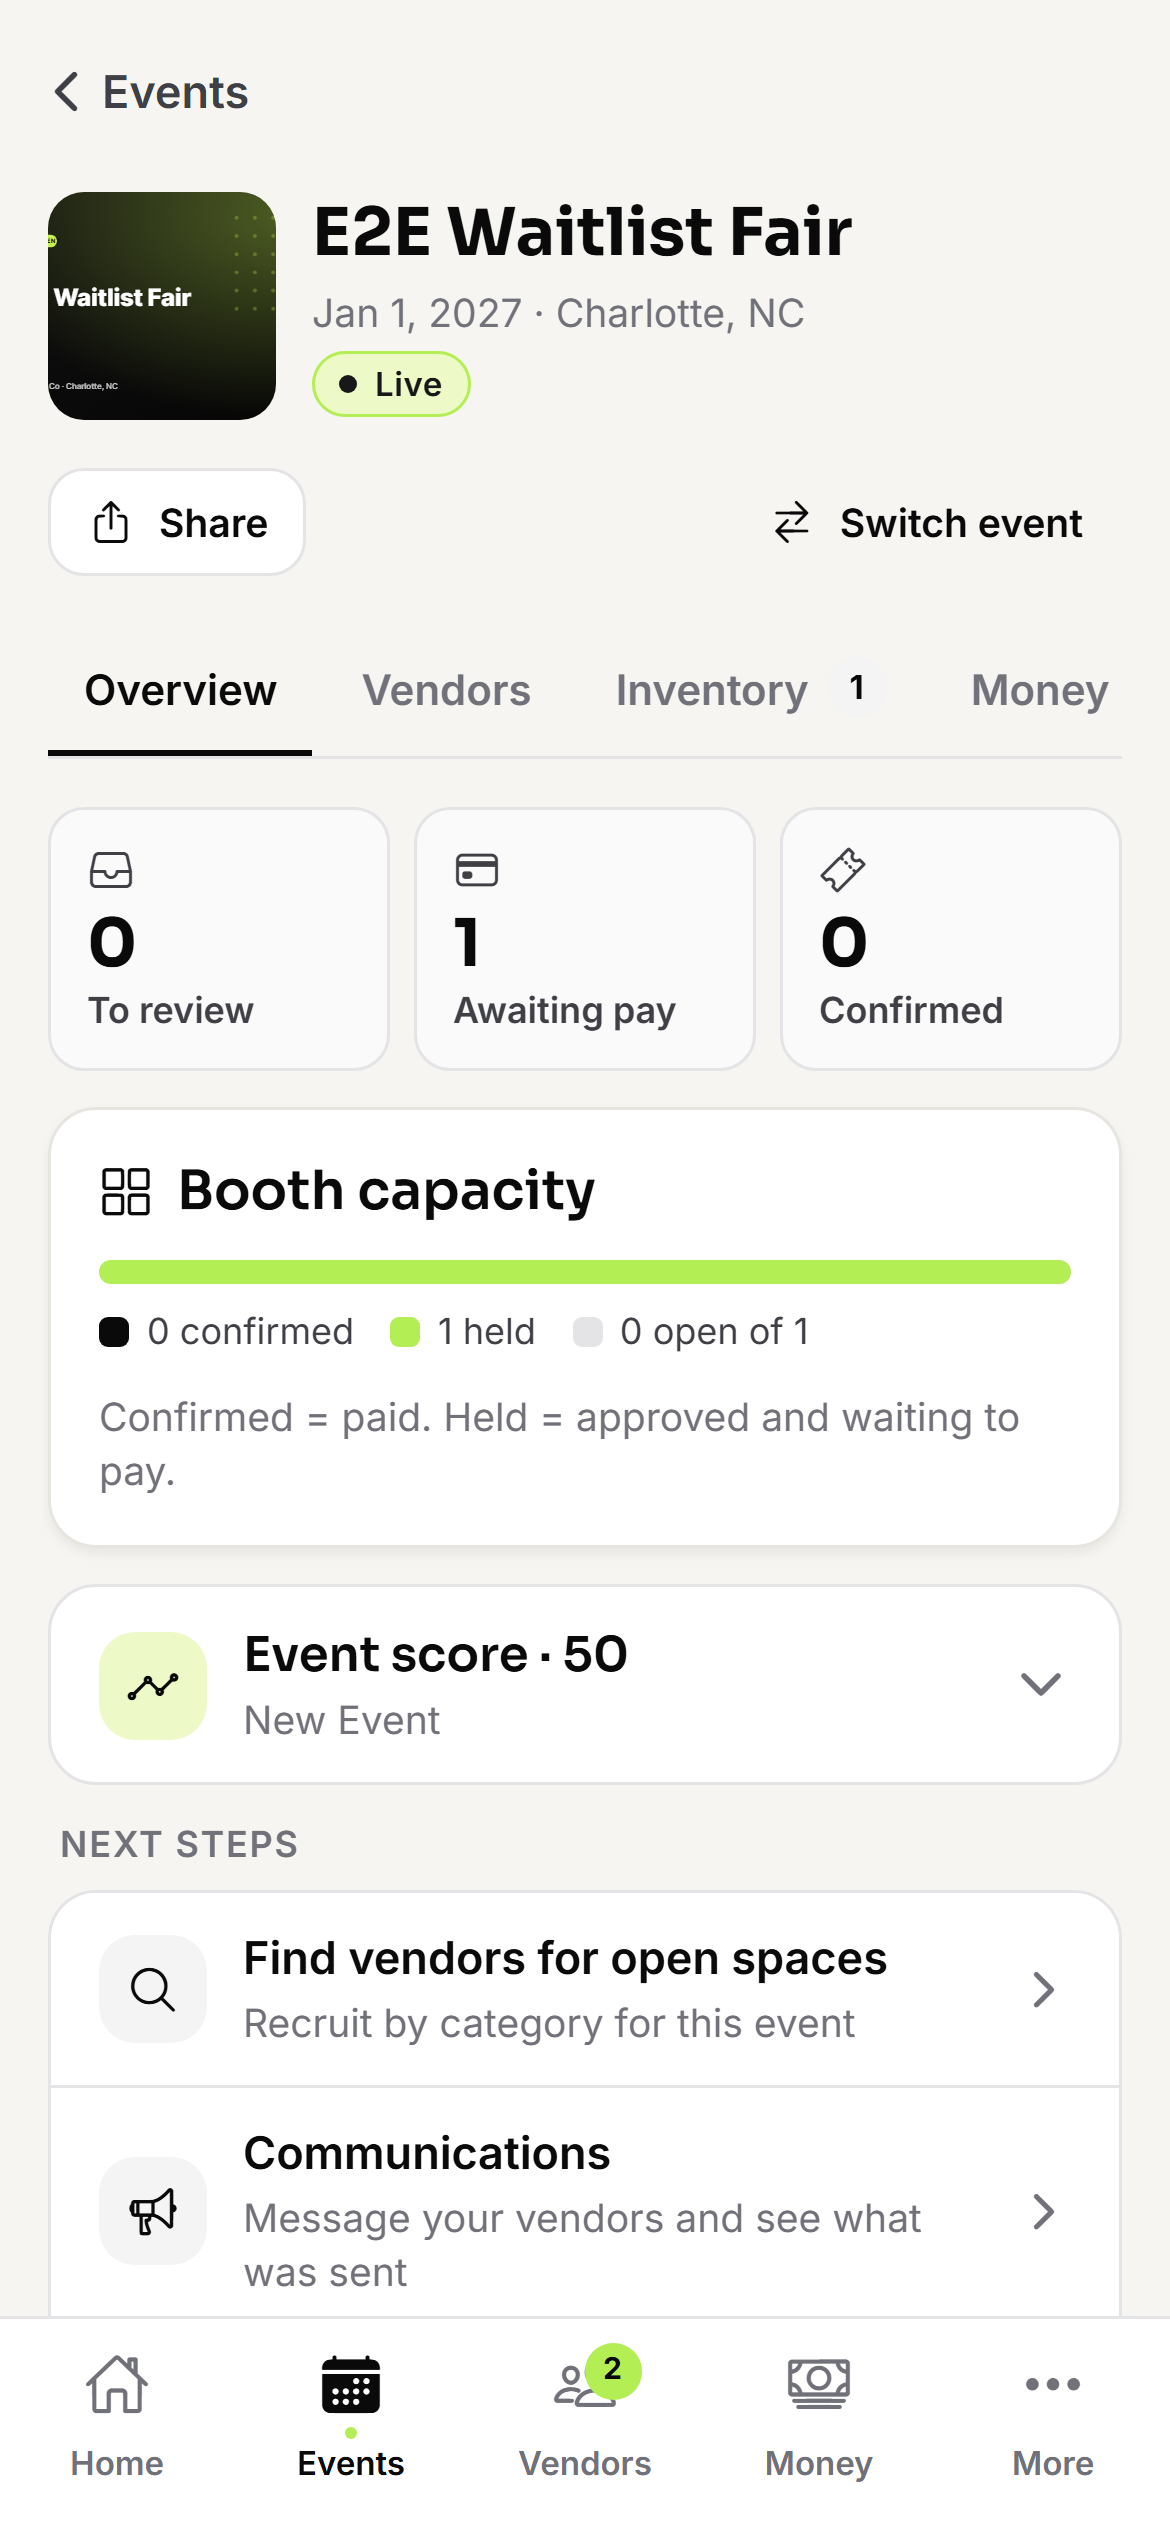 Events
EN
Waitlist Fair
Co · Charlotte, NC
E2E Waitlist Fair
Jan 1, 2027 · Charlotte, NC
Live
Share
Switch event
Overview
Vendors
Inventory 1
Money
0
To review
1
Awaiting pay
0
Confirmed
Booth capacity
0 confirmed
1 held
0 open of 1
Confirmed = paid. Held = approved and waiting to
pay.
Event score · 50
New Event
NEXT STEPS
Find vendors for open spaces
Recruit by category for this event
Communications
Message your vendors and see what
was sent
2
Home
Events
Vendors
Money
More